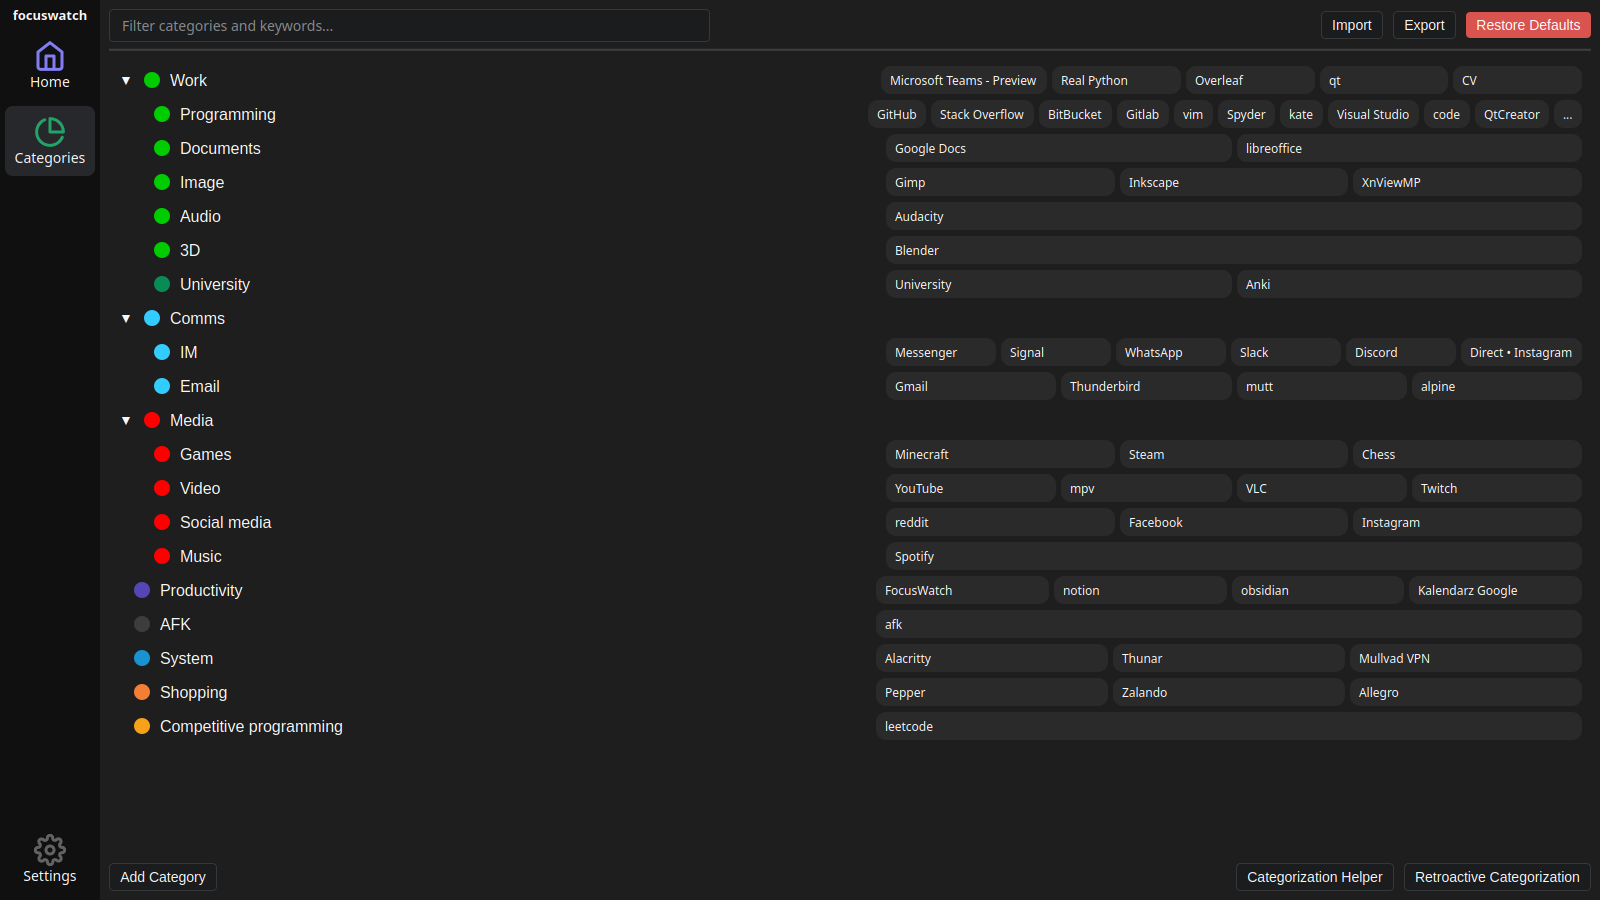 focuswatch
Home
Categories
Settings
Filter categories and keywords...
Import Export Restore Defaults
▼ Work Microsoft Teams - Preview Real Python Overleaf qt CV
Programming GitHub Stack Overflow BitBucket Gitlab vim Spyder kate Visual Studio code QtCreator ...
Documents Google Docs libreoffice
Image Gimp Inkscape XnViewMP
Audio Audacity
3D Blender
University University Anki
▼ Comms
IM Messenger Signal WhatsApp Slack Discord Direct • Instagram
Email Gmail Thunderbird mutt alpine
▼ Media
Games Minecraft Steam Chess
Video YouTube mpv VLC Twitch
Social media reddit Facebook Instagram
Music Spotify
Productivity FocusWatch notion obsidian Kalendarz Google
AFK afk
System Alacritty Thunar Mullvad VPN
Shopping Pepper Zalando Allegro
Competitive programming leetcode
Add Category Categorization Helper Retroactive Categorization